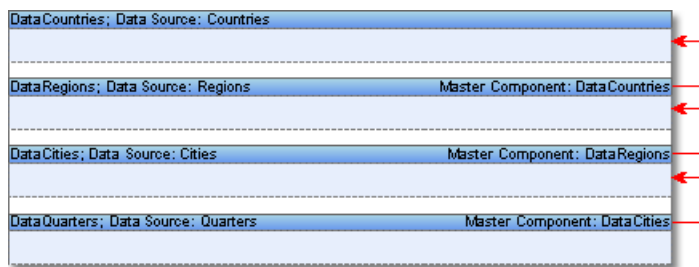 DataCountries; Data Source: Countries
DataRegions; Data Source: Regions Master Component: DataCountries
DataCities; Data Source: Cities Master Component: DataRegions
DataQuarters; Data Source: Quarters Master Component: DataCities